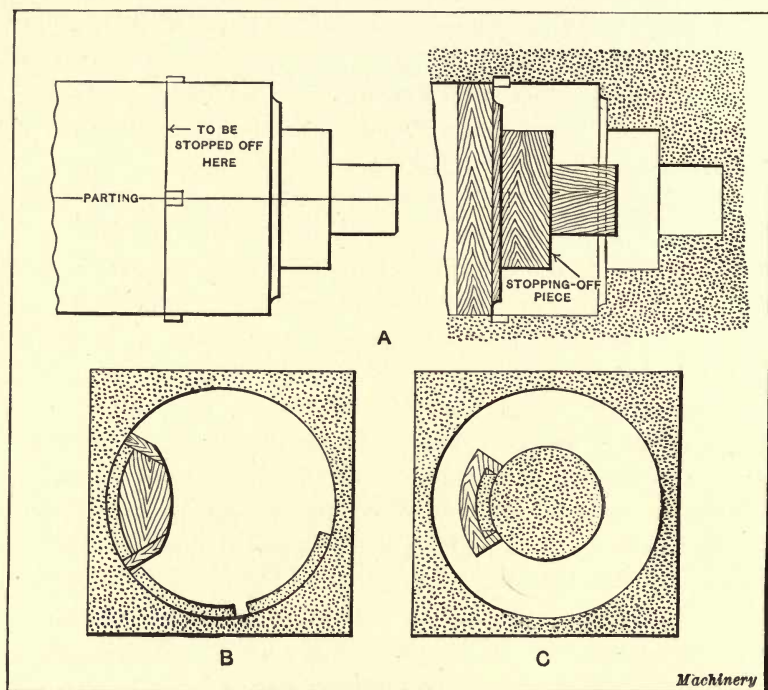 ← TO BE
STOPPED OFF
HERE
PARTING
STOPPING-OFF
PIECE
A
B
C
Machinery